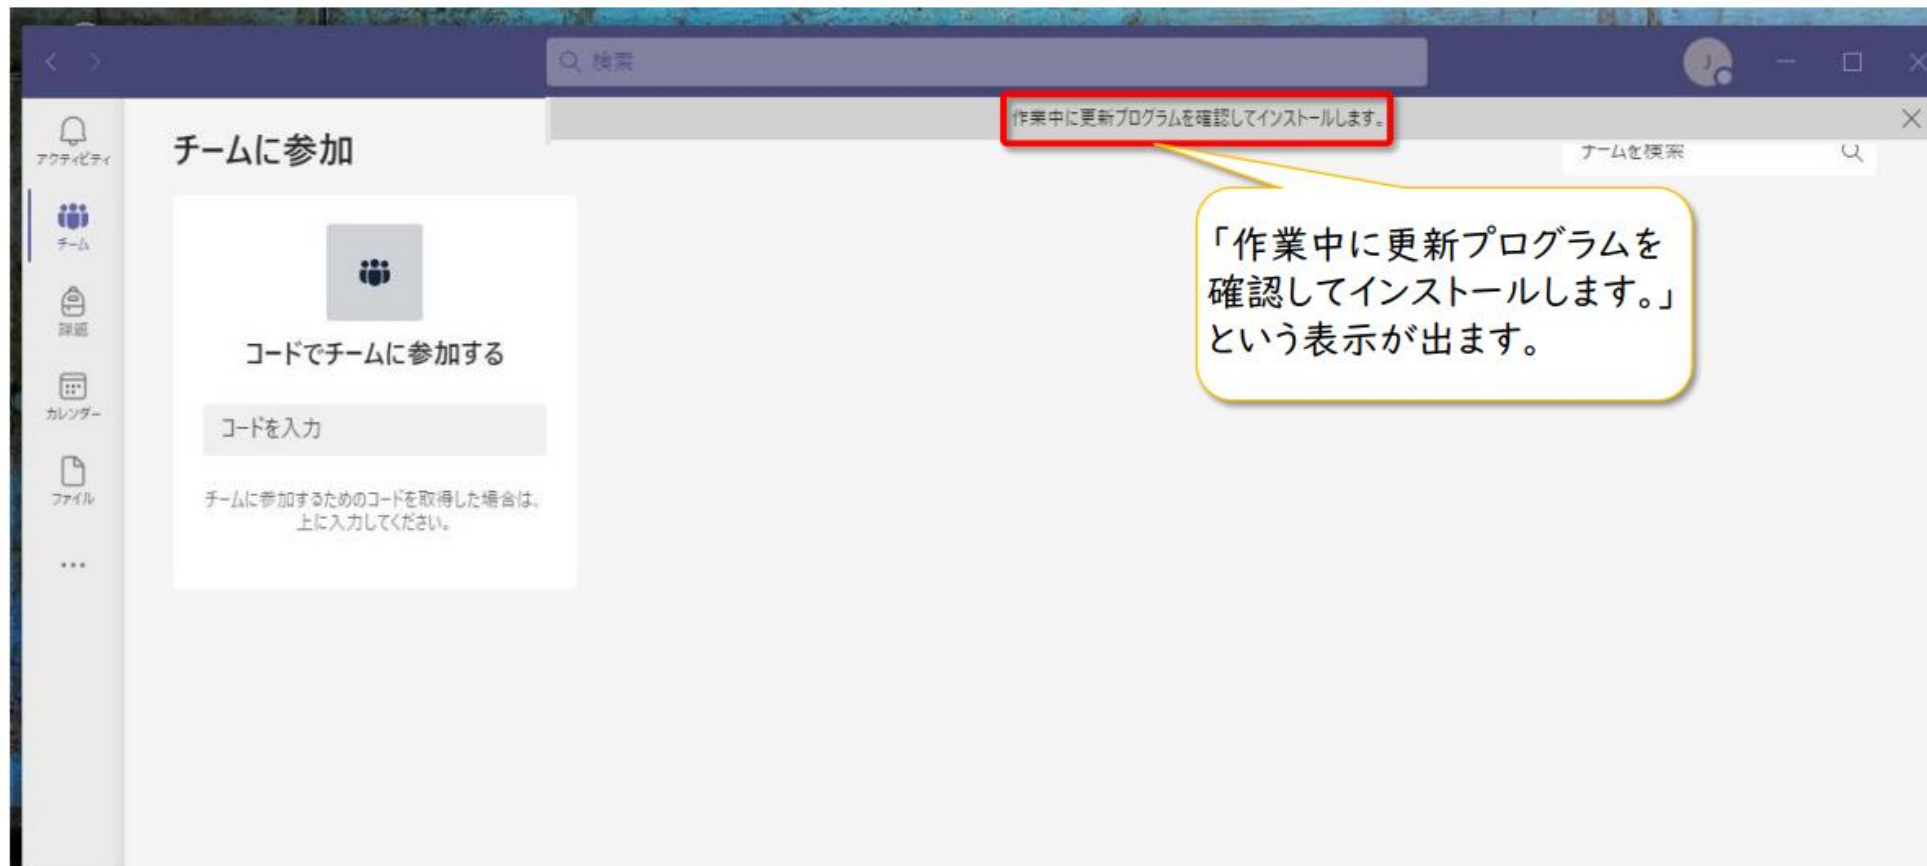 検索
作業中に更新プログラムを確認してインストールします。
アクティビティ
チームに参加
チームを検索
チーム
「作業中に更新プログラムを
確認してインストールします。」
という表示が出ます。
課題
コードでチームに参加する
カレンダー
コードを入力
ファイル
チームに参加するためのコードを取得した場合は、
上に入力してください。
J